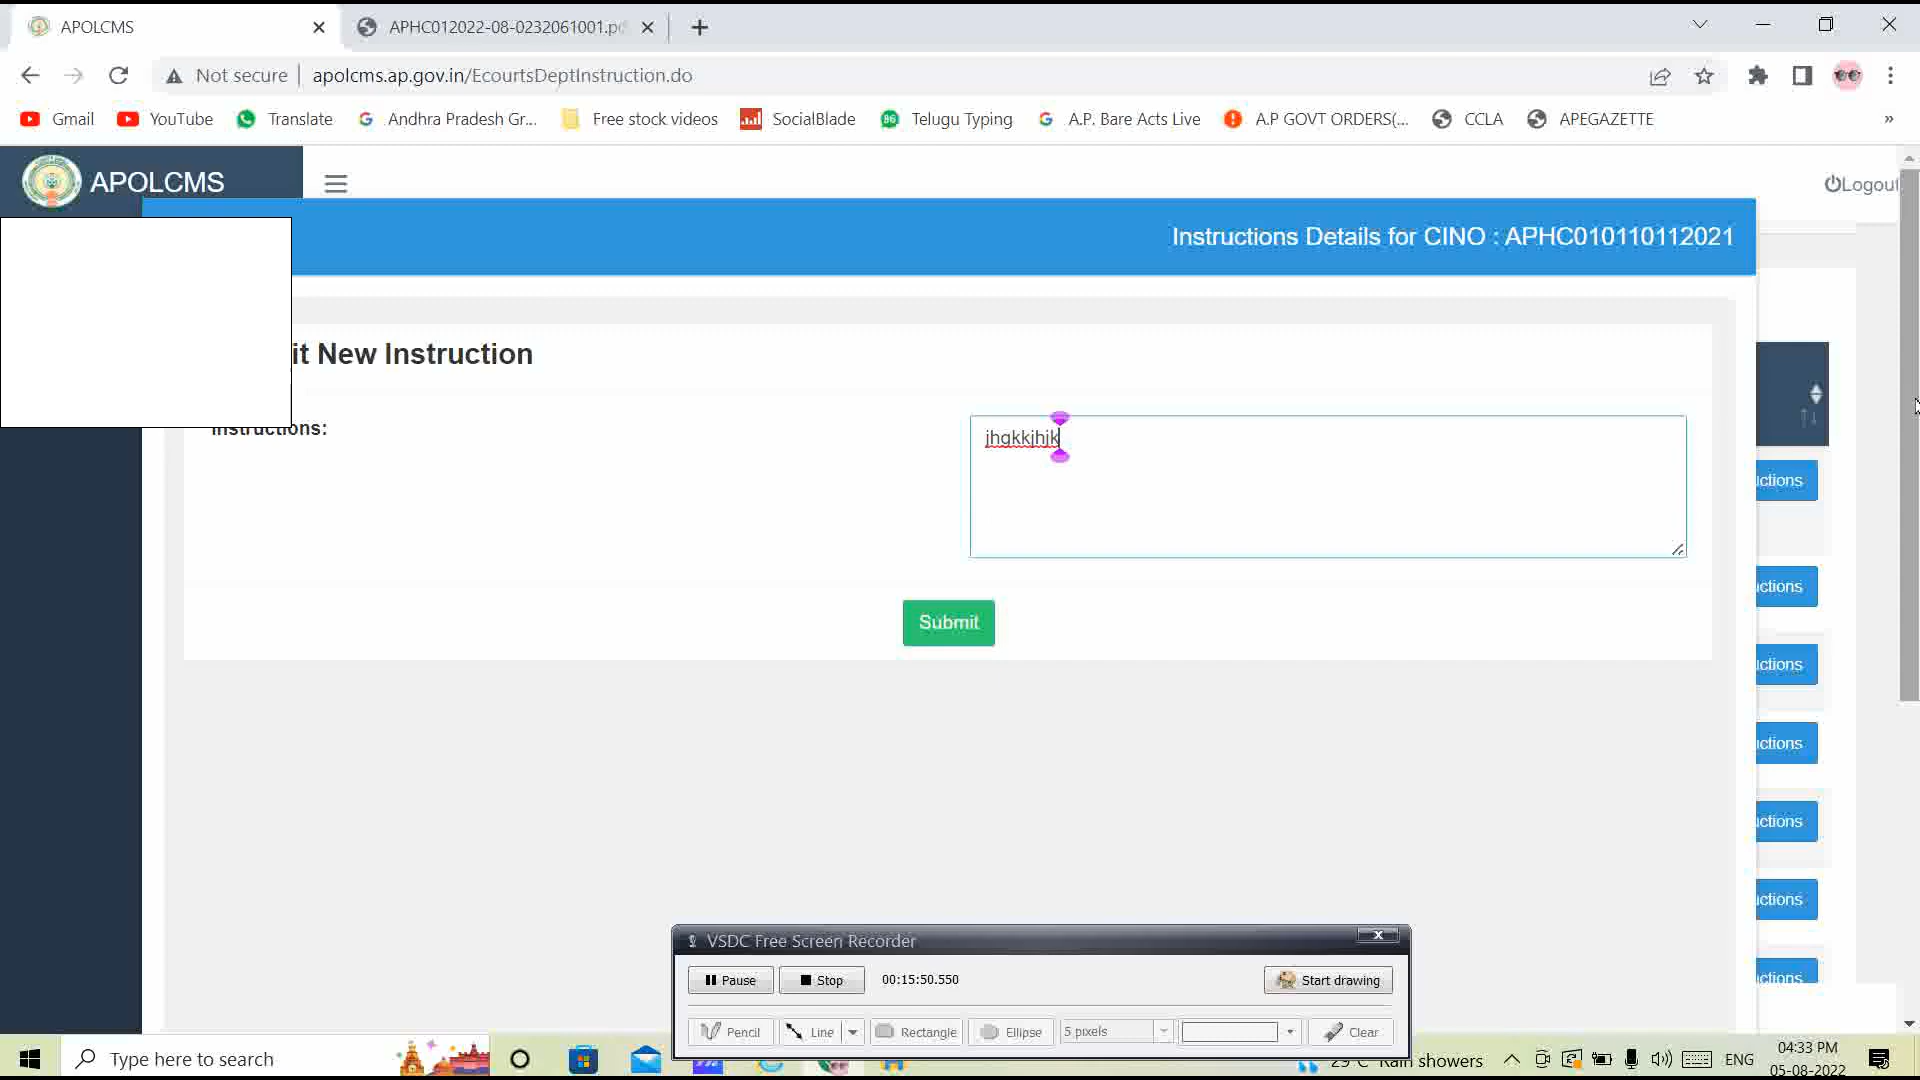 APOLCMS
APHC012022-08-0232061001.p
Not secure
apolcms.ap.gov.in/EcourtsDeptInstruction.do
Gmail
YouTube
Translate
Andhra Pradesh Gr...
Free stock videos
SocialBlade
Telugu Typing
A.P. Bare Acts Live
A.P GOVT ORDERS(...
CCLA
APEGAZETTE
»
APOLCMS
Logout
Instructions Details for CINO : APHC010110112021
it New Instruction
Instructions:
jhgkkjhjk
Submit
ctions
ctions
ctions
ctions
ctions
ctions
ctions
VSDC Free Screen Recorder
Pause
Stop
00:15:50.550
Start drawing
Pencil
Line
Rectangle
Ellipse
5 pixels
Clear
Type here to search
29°C Rain showers
ENG
04:33 PM
05-08-2022